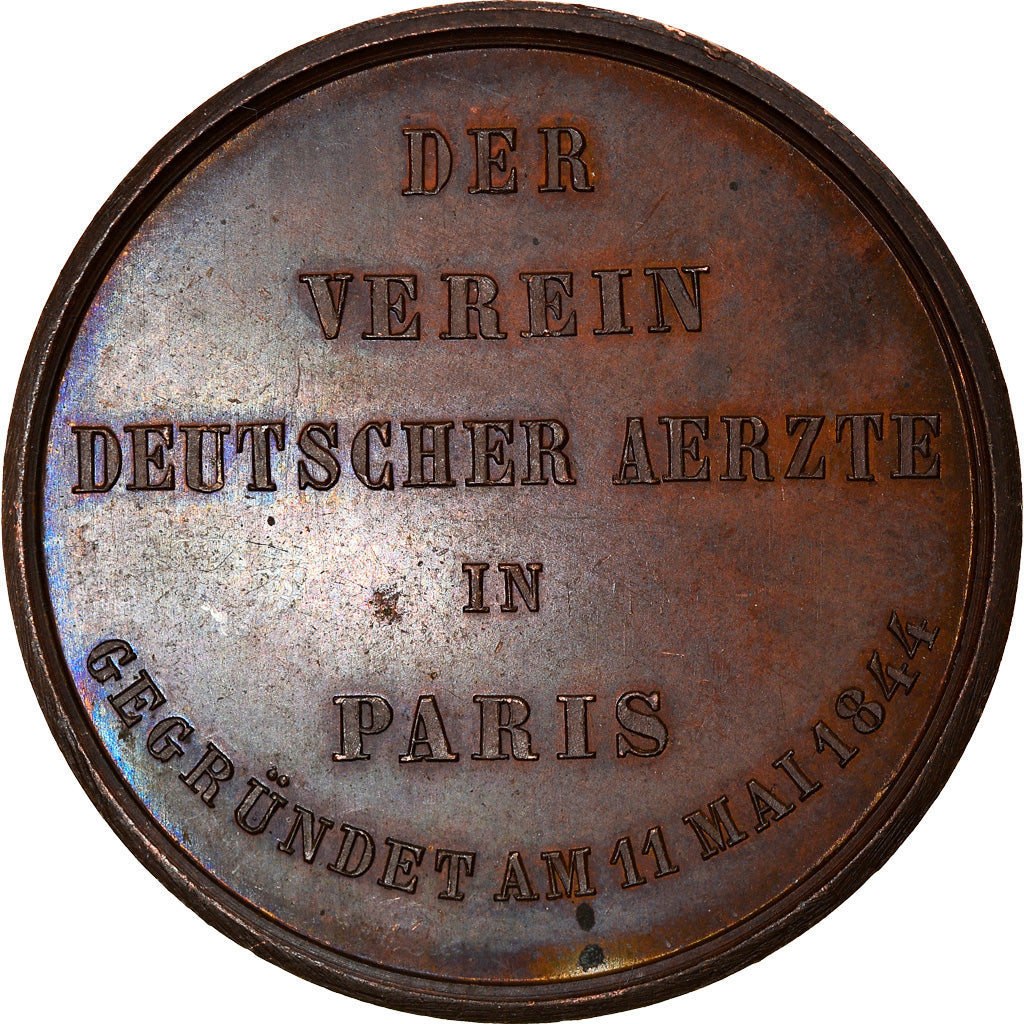 DER
VEREIN
DEUTSCHER AERZTE
IN
PARIS
GEGRÜNDET AM 11 MAI 1844